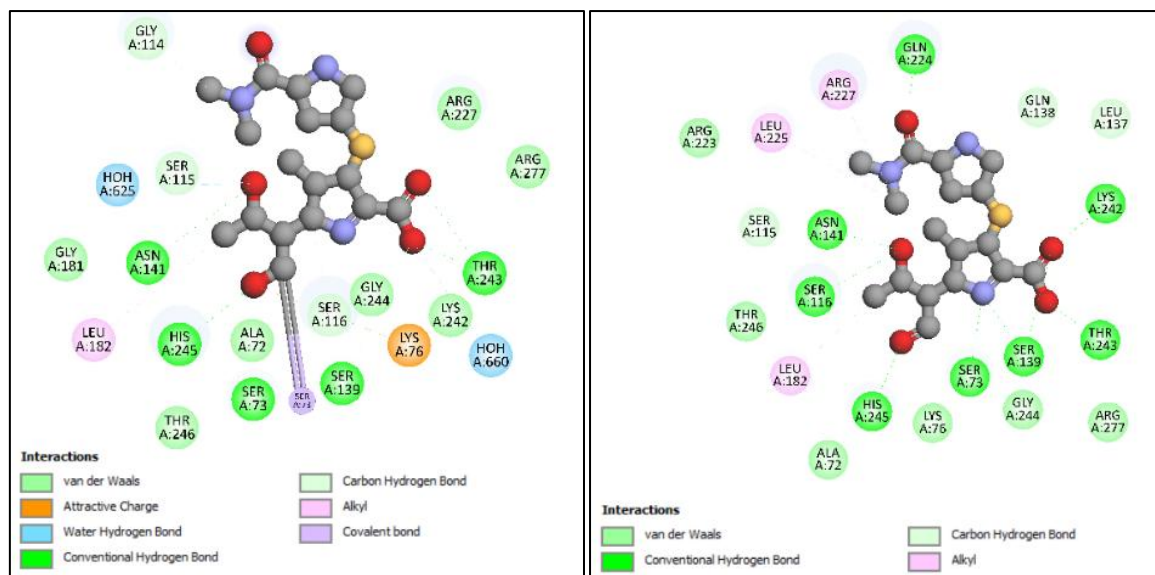 GLY
A:114
ARG
A:227
ARG
A:277
SER
A:115
HOH
A:625
GLY
A:181
ASN
A:141
THR
A:243
GLY
A:244
LYS
A:242
SER
A:116
LEU
A:182
HIS
A:245
ALA
A:72
LYS
A:76
HOH
A:660
SER
A:73
SER
A:139
SER
A:73
THR
A:246
Interactions
van der Waals
Attractive Charge
Water Hydrogen Bond
Conventional Hydrogen Bond
Carbon Hydrogen Bond
Alkyl
Covalent bond
GLN
A:224
ARG
A:227
GLN
A:138
LEU
A:137
ARG
A:223
LEU
A:225
LYS
A:242
SER
A:115
ASN
A:141
SER
A:116
THR
A:246
THR
A:243
SER
A:139
LEU
A:182
SER
A:73
HIS
A:245
LYS
A:76
GLY
A:244
ARG
A:277
ALA
A:72
Interactions
van der Waals
Conventional Hydrogen Bond
Carbon Hydrogen Bond
Alkyl